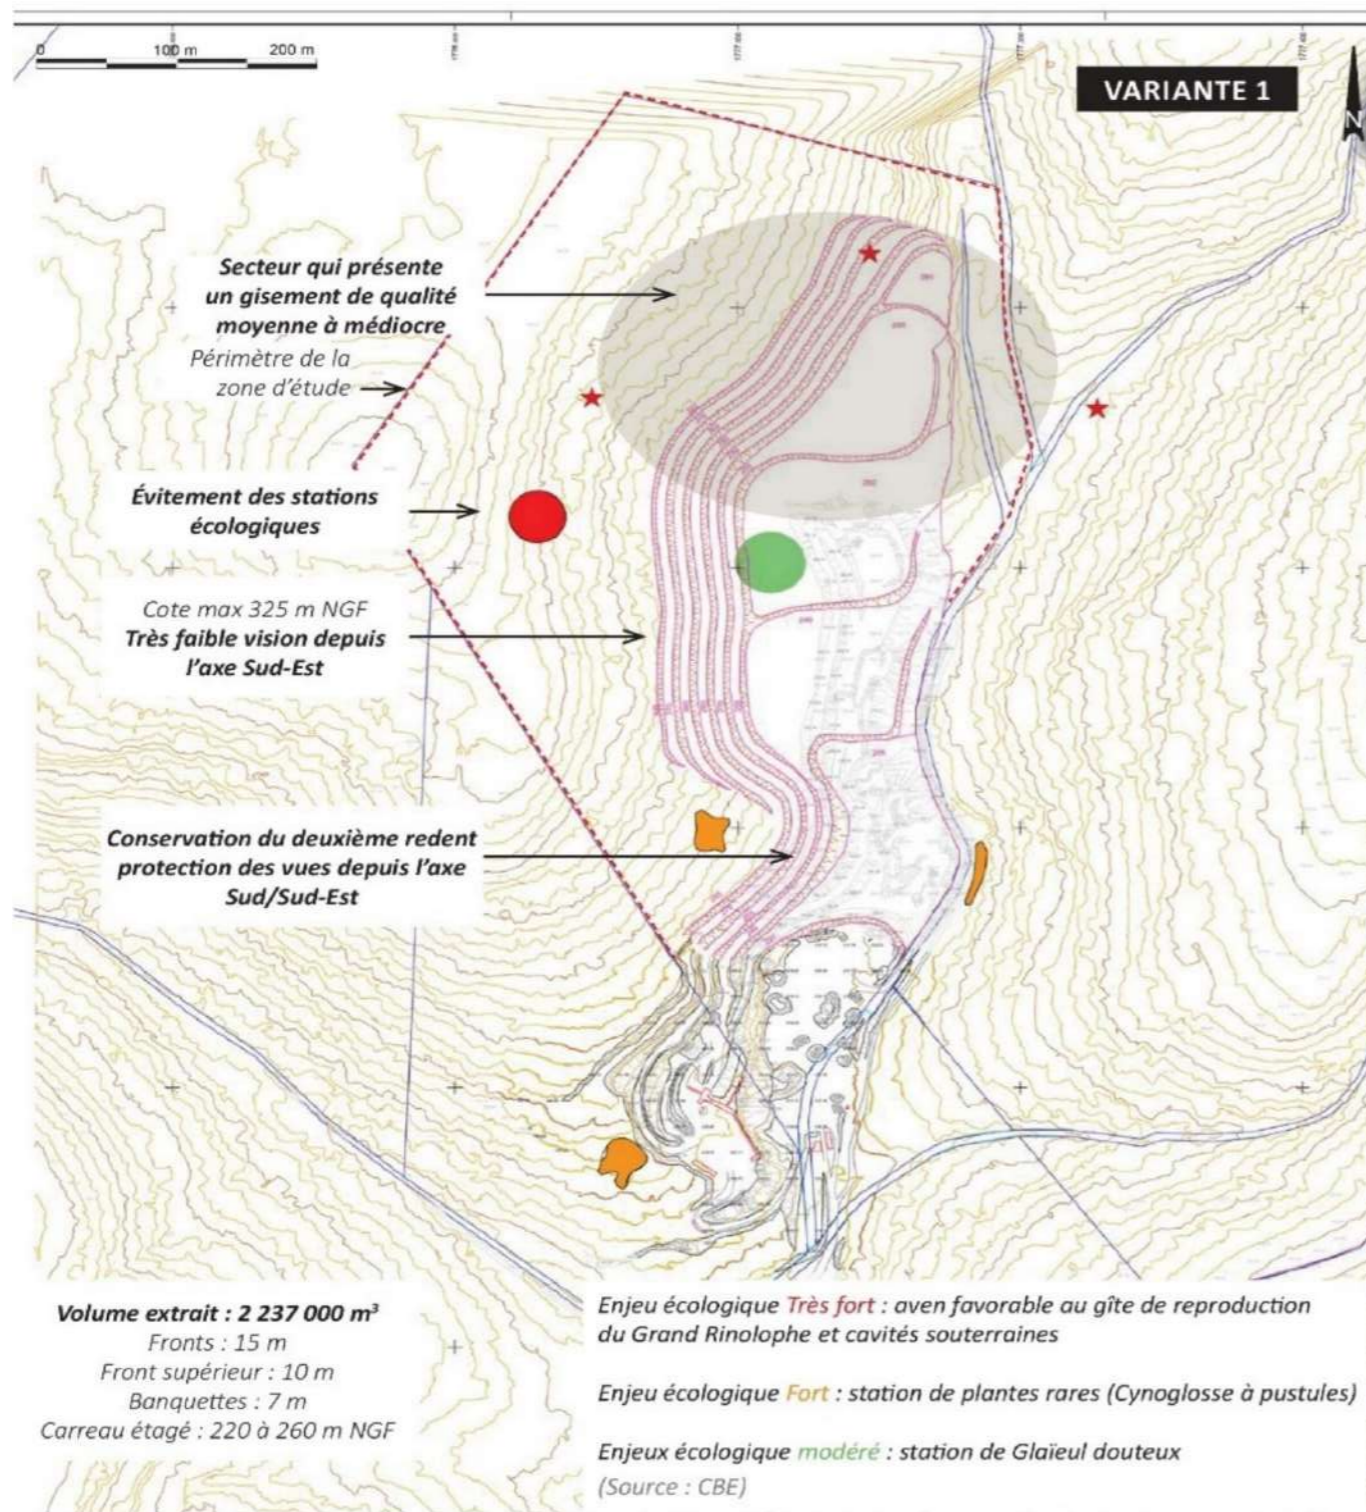 0 100 m 200 m
VARIANTE 1
N
Secteur qui présente
un gisement de qualité
moyenne à médiocre
Périmètre de la
zone d'étude
Évitement des stations
écologiques
Cote max 325 m NGF
Très faible vision depuis
l'axe Sud-Est
Conservation du deuxième redent
protection des vues depuis l'axe
Sud/Sud-Est
Volume extrait : 2 237 000 m³
Fronts : 15 m
Front supérieur : 10 m
Banquettes : 7 m
Carreau étagé : 220 à 260 m NGF
Enjeu écologique Très fort : aven favorable au gîte de reproduction
du Grand Rinolophe et cavités souterraines
Enjeu écologique Fort : station de plantes rares (Cynoglosse à pustules)
Enjeux écologique modéré : station de Glaïeul douteux
(Source : CBE)